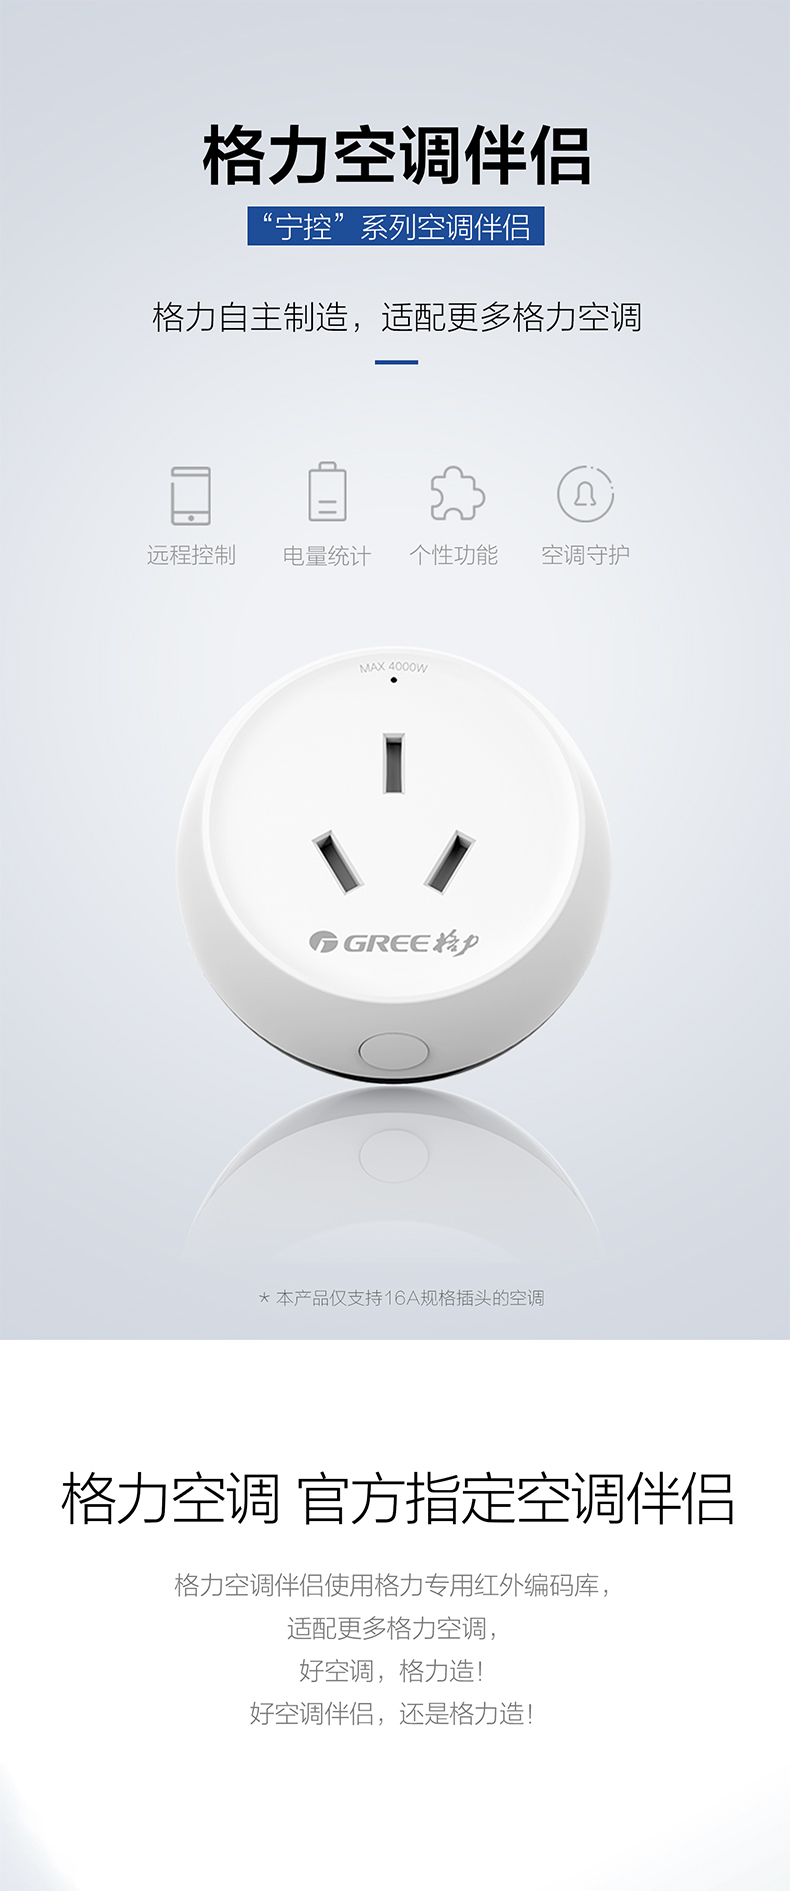 格力空调伴侣
“宁控”系列空调伴侣
格力自主制造，适配更多格力空调
远程控制 电量统计 个性功能 空调守护
MAX 4000W
GREE 格力
* 本产品仅支持16A规格插头的空调
格力空调 官方指定空调伴侣
格力空调伴侣使用格力专用红外编码库，
适配更多格力空调，
好空调，格力造！
好空调伴侣，还是格力造！